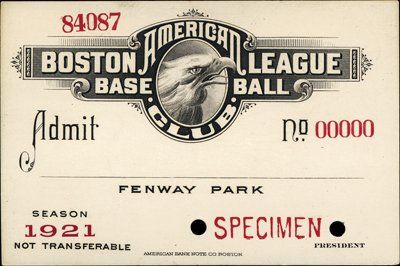 84087
AMERICAN
BOSTON LEAGUE
BASE BALL
CLUB
Admit No 00000
FENWAY PARK
SEASON
1921
NOT TRANSFERABLE
SPECIMEN
PRESIDENT
AMERICAN BANK NOTE CO BOSTON